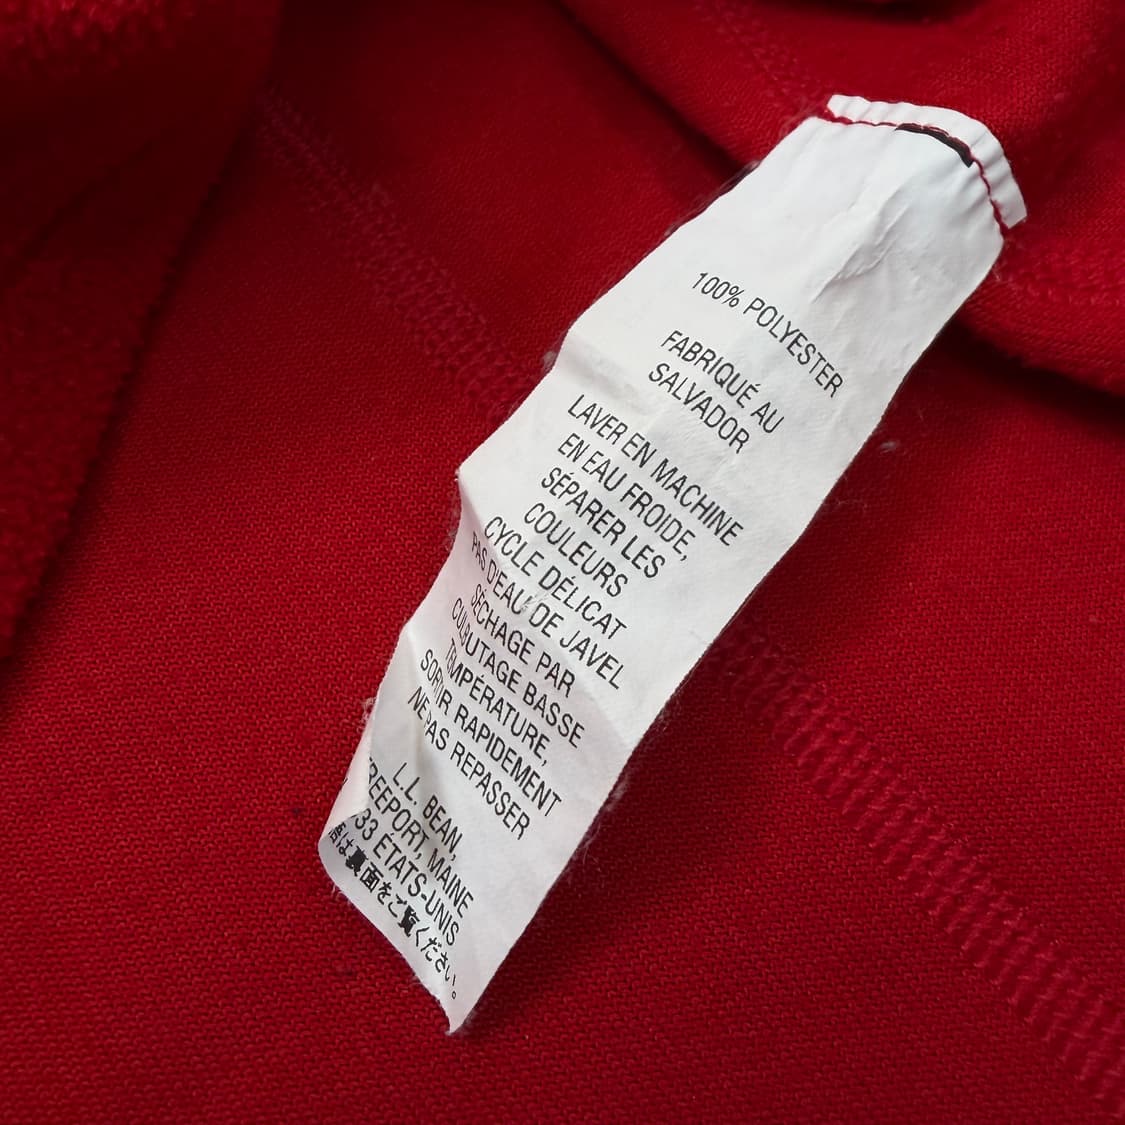 100% POLYESTER
FABRIQUÉ AU
SALVADOR
LAVER EN MACHINE
EN EAU FROIDE,
SÉPARER LES
COULEURS
CYCLE DÉLICAT
PAS D'EAU DE JAVEL
SÉCHAGE PAR
CULBUTAGE BASSE
TEMPÉRATURE,
SORTIR RAPIDEMENT
NE PAS REPASSER
L.L. BEAN,
REEPORT, MAINE
33 ÉTATS-UNIS
語は裏面をご覧ください。